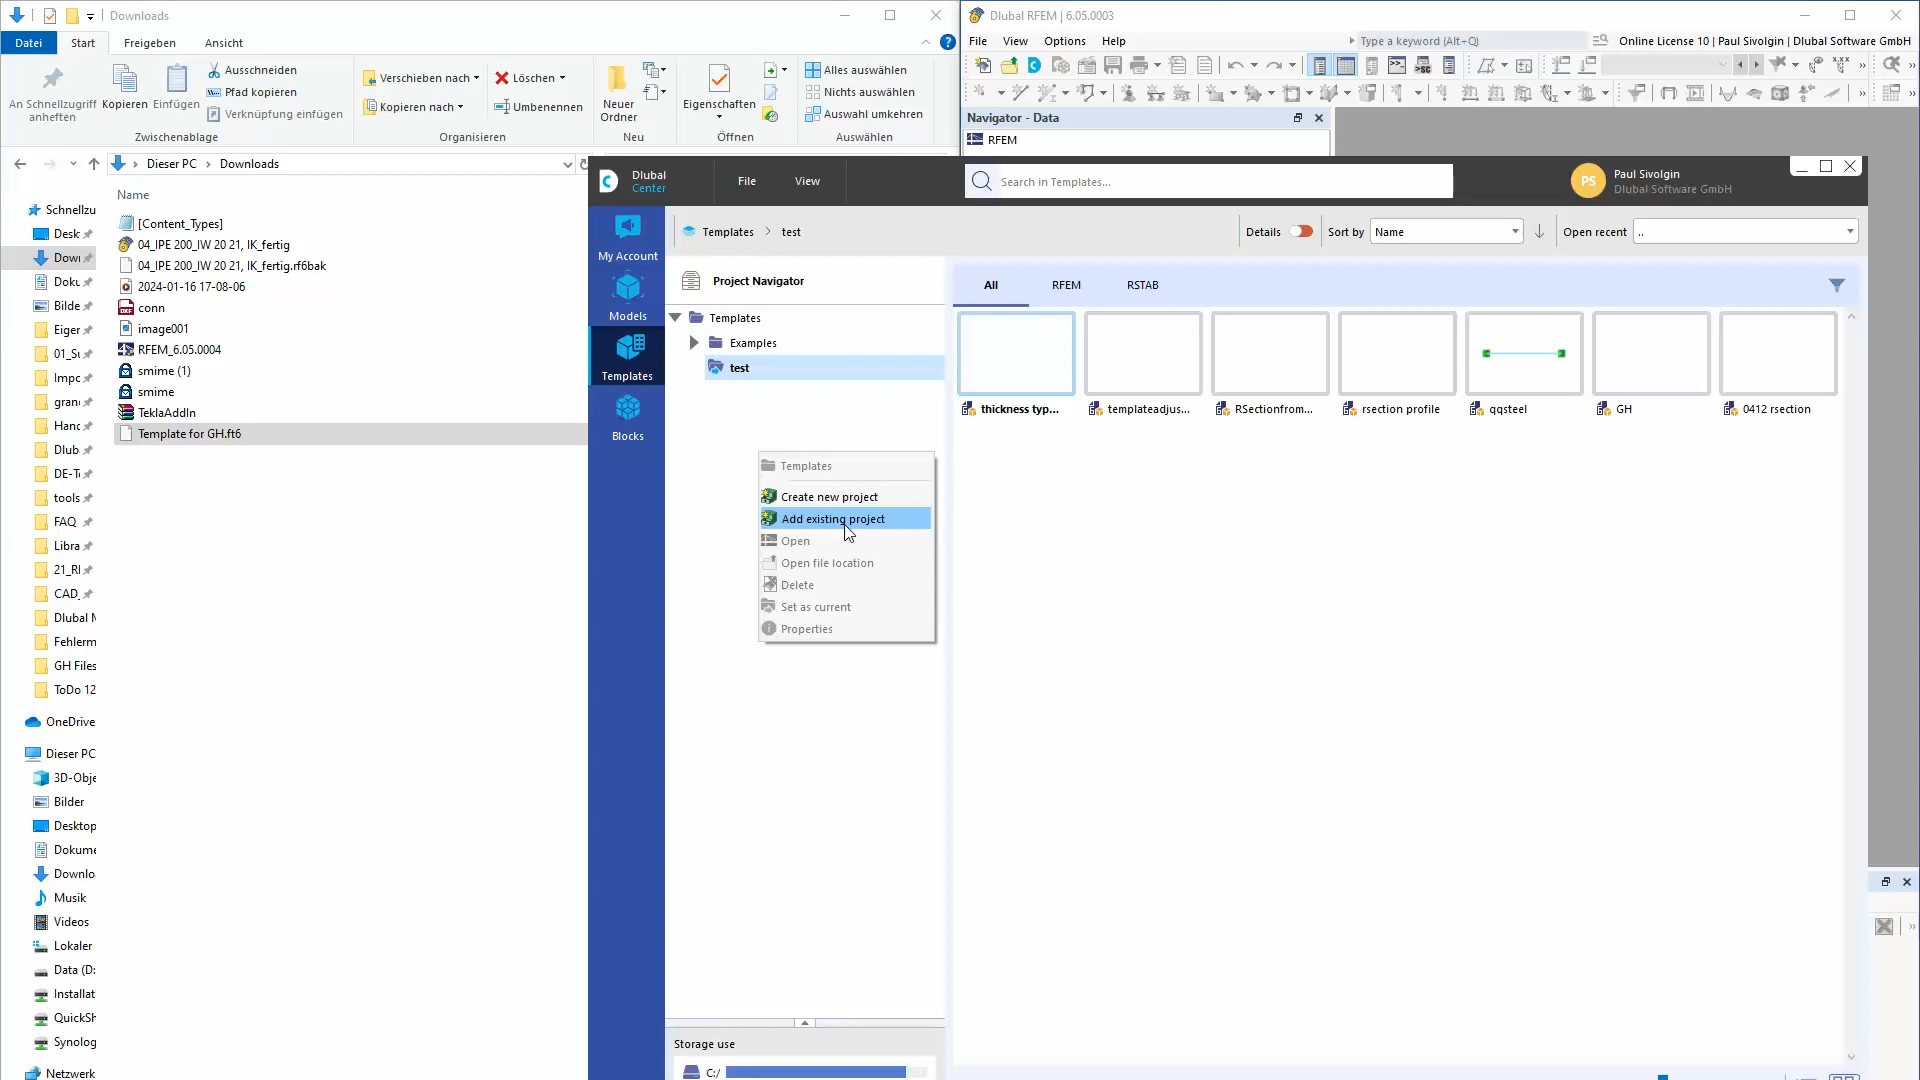 Downloads
Datei
Start
Freigeben
Ansicht
An Schnellzugriff
anheften
Kopieren
Einfügen
Ausschneiden
Pfad kopieren
Verknüpfung einfügen
Zwischenablage
Verschieben nach
Kopieren nach
Löschen
Umbenennen
Organisieren
Neuer
Ordner
Neu
Eigenschaften
Öffnen
Alles auswählen
Nichts auswählen
Auswahl umkehren
Auswählen
Dieser PC
Downloads
Name
[Content_Types]
04_IPE 200_IW 20 21, IK_fertig
04_IPE 200_IW 20 21, IK_fertig.rf6bak
2024-01-16 17-08-06
conn
image001
RFEM_6.05.0004
smime (1)
smime
TeklaAddIn
Template for GH.ft6
Schnellzu
Desk
Dow
Doku
Bilde
Eiger
01_Su
Impo
gran
Hanc
Dlub
DE-T
tools
FAQ
Libra
21_RI
CAD_
Dlubal M
Fehlerm
GH Files
ToDo 12
OneDrive
Dieser PC
3D-Obje
Bilder
Desktop
Dokume
Downlo
Musik
Videos
Lokaler
Data (D:
Installat
QuickSh
Synolog
Netzwerk
Dlubal RFEM | 6.05.0003
File
View
Options
Help
Type a keyword (Alt+Q)
Online License 10 | Paul Sivolgin | Dlubal Software GmbH
Navigator - Data
RFEM
Dlubal
Center
File
View
Search in Templates...
PS
Paul Sivolgin
Dlubal Software GmbH
Templates
test
Details
Sort by
Name
Open recent
..
My Account
Models
Templates
Blocks
Project Navigator
Templates
Examples
test
Templates
Create new project
Add existing project
Open
Open file location
Delete
Set as current
Properties
All
RFEM
RSTAB
thickness typ...
templateadjus...
RSectionfrom...
rsection profile
qqsteel
GH
0412 rsection
Storage use
C:/